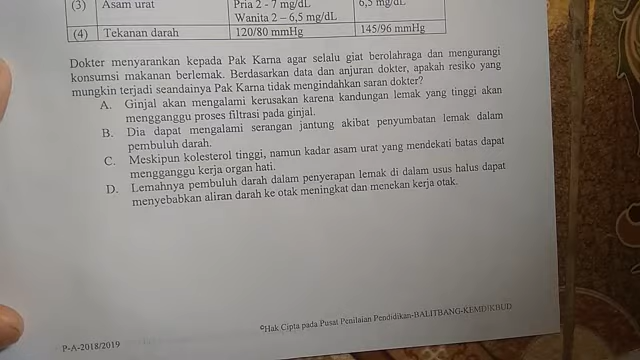 (3) Asam urat Pria 2 - 7 mg/dL 6,5 mg/dL
Wanita 2 – 6,5 mg/dL
(4) Tekanan darah 120/80 mmHg 145/96 mmHg
Dokter menyarankan kepada Pak Karna agar selalu giat berolahraga dan mengurangi
konsumsi makanan berlemak. Berdasarkan data dan anjuran dokter, apakah resiko yang
mungkin terjadi seandainya Pak Karna tidak mengindahkan saran dokter?
A. Ginjal akan mengalami kerusakan karena kandungan lemak yang tinggi akan
mengganggu proses filtrasi pada ginjal.
B. Dia dapat mengalami serangan jantung akibat penyumbatan lemak dalam
pembuluh darah.
C. Meskipun kolesterol tinggi, namun kadar asam urat yang mendekati batas dapat
mengganggu kerja organ hati.
D. Lemahnya pembuluh darah dalam penyerapan lemak di dalam usus halus dapat
menyebabkan aliran darah ke otak meningkat dan menekan kerja otak.
©Hak Cipta pada Pusat Penilaian Pendidikan-BALITBANG-KEMDIKBUD
P-A-2018/2019